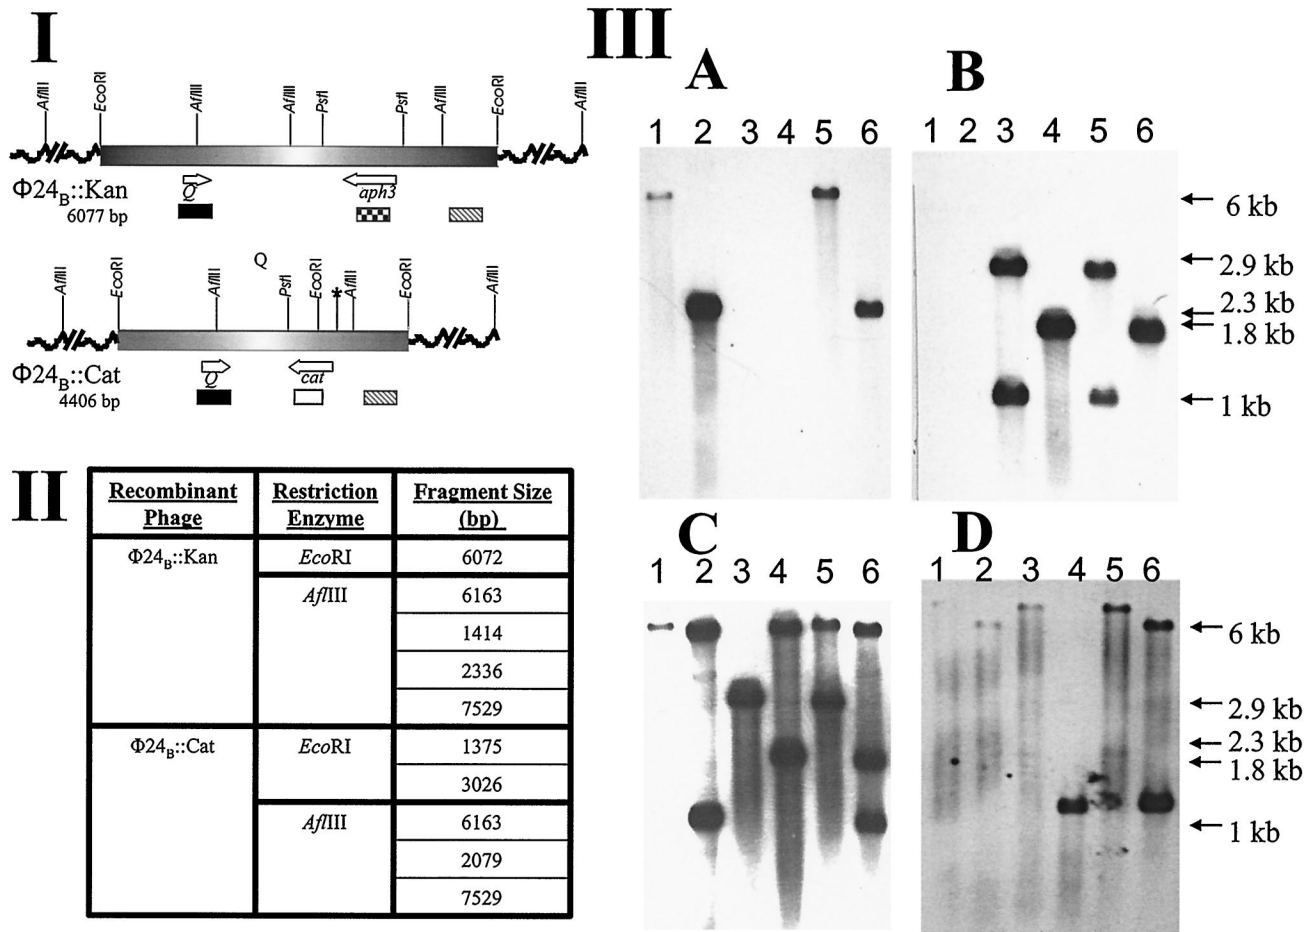 I
AflIII EcoRI AflIII AflIII PstI PstI AflIII EcoRI AflIII
Φ24B::Kan
6077 bp
Q aph3
Q
AflIII EcoRI AflIII PstI EcoRI * AflIII EcoRI AflIII
Φ24B::Cat
4406 bp
Q cat
II
Recombinant Phage Restriction Enzyme Fragment Size (bp)
Φ24B::Kan EcoRI 6072
AflIII 6163
1414
2336
7529
Φ24B::Cat EcoRI 1375
3026
AflIII 6163
2079
7529
III
A
1 2 3 4 5 6
B
1 2 3 4 5 6
6 kb
2.9 kb
2.3 kb
1.8 kb
1 kb
C
1 2 3 4 5 6
D
1 2 3 4 5 6
6 kb
2.9 kb
2.3 kb
1.8 kb
1 kb